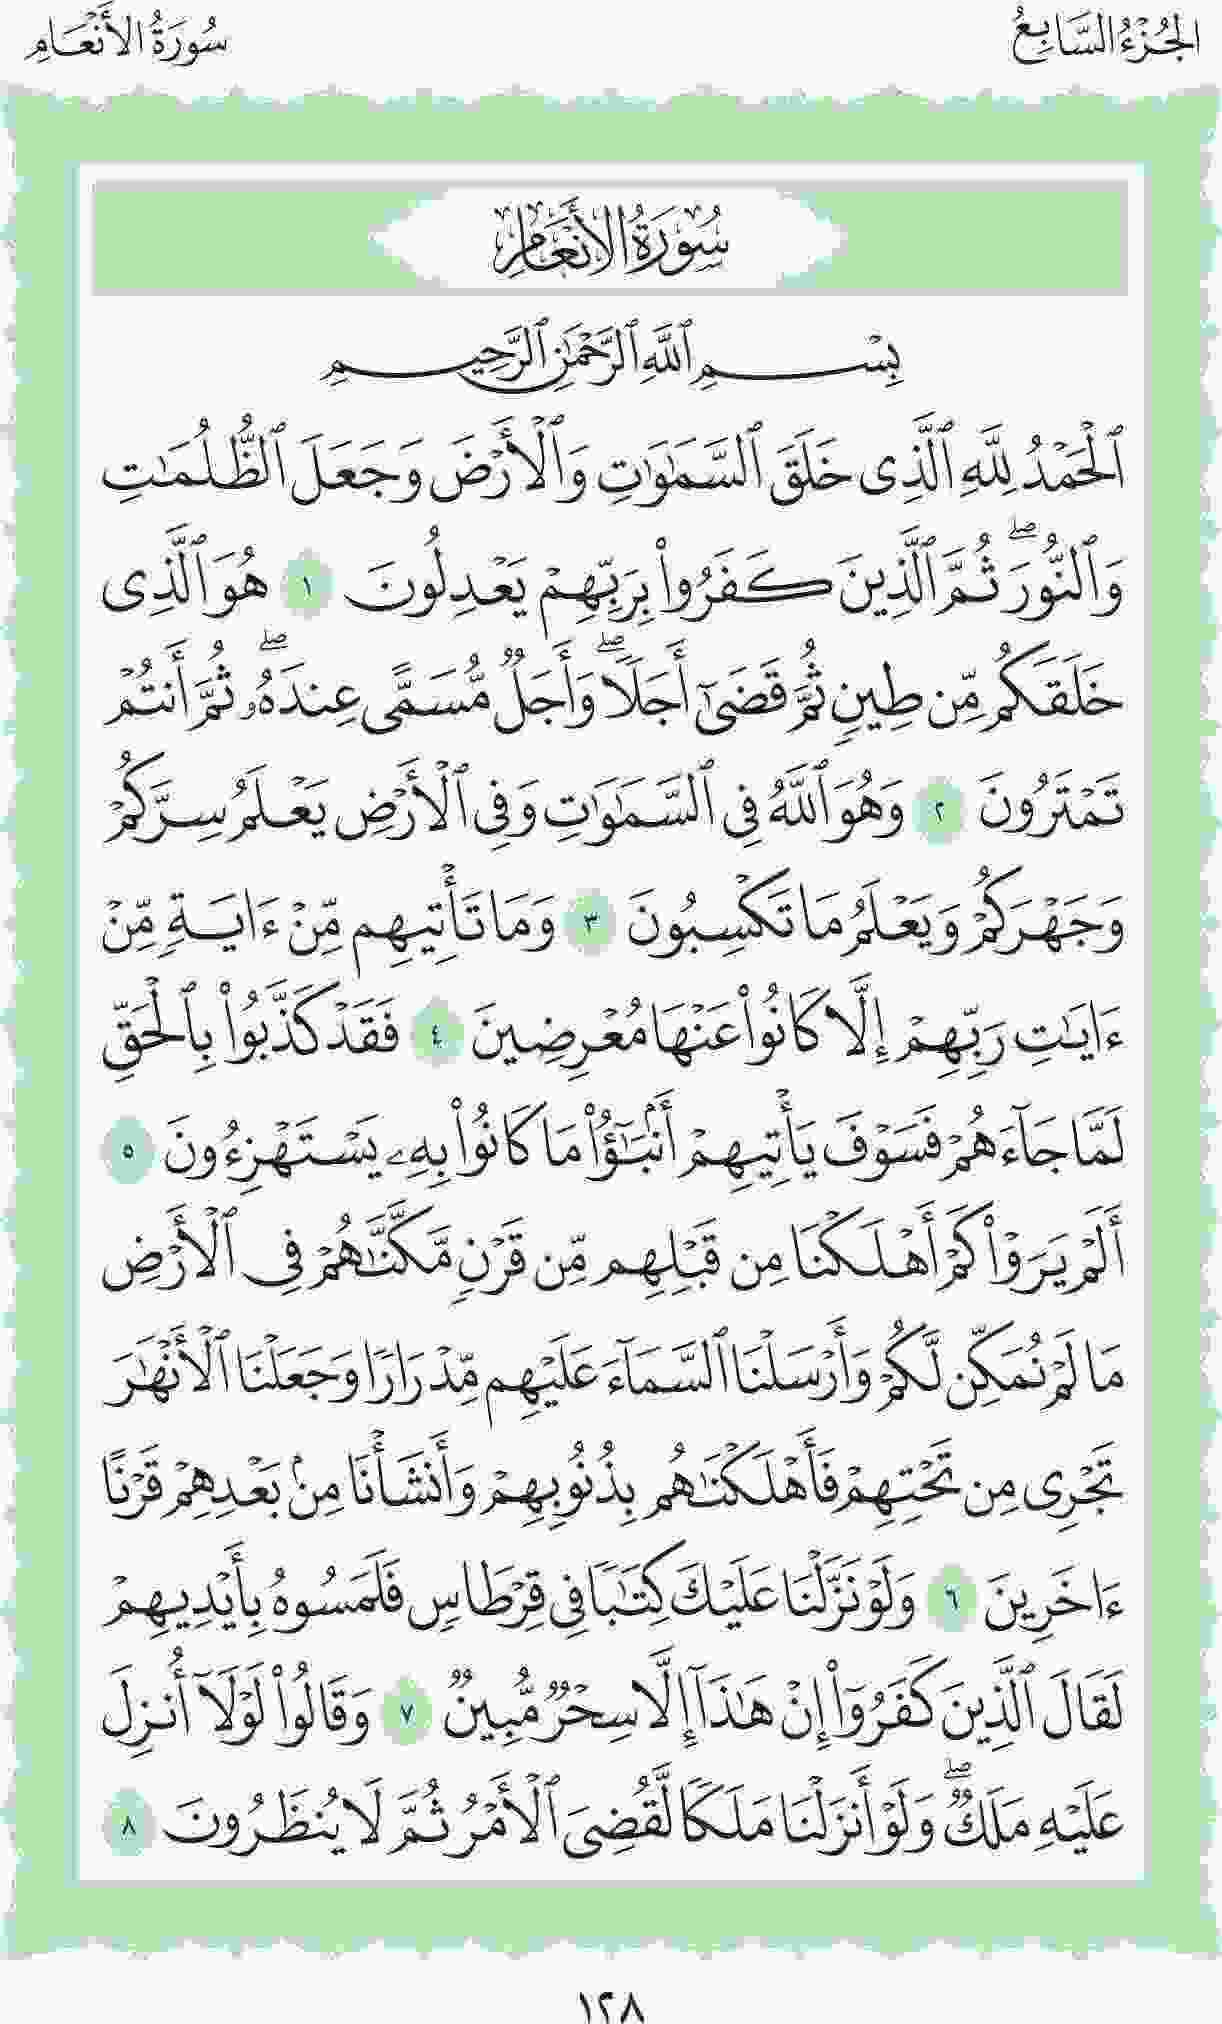 الجُزْءُ السَّابِعُ
سُورَةُ الأَنْعَامِ
سُورَةُ الأَنْعَامِ
بِسْمِ ٱللَّهِ ٱلرَّحْمَٰنِ ٱلرَّحِيمِ
ٱلْحَمْدُ لِلَّهِ ٱلَّذِى خَلَقَ ٱلسَّمَٰوَٰتِ وَٱلْأَرْضَ وَجَعَلَ ٱلظُّلُمَٰتِ
وَٱلنُّورَۖ ثُمَّ ٱلَّذِينَ كَفَرُوا۟ بِرَبِّهِمْ يَعْدِلُونَ ١ هُوَ ٱلَّذِى
خَلَقَكُم مِّن طِينٍ ثُمَّ قَضَىٰٓ أَجَلًاۖ وَأَجَلٌ مُّسَمًّى عِندَهُۥۖ ثُمَّ أَنتُمْ
تَمْتَرُونَ ٢ وَهُوَ ٱللَّهُ فِى ٱلسَّمَٰوَٰتِ وَفِى ٱلْأَرْضِ يَعْلَمُ سِرَّكُمْ
وَجَهْرَكُمْ وَيَعْلَمُ مَا تَكْسِبُونَ ٣ وَمَا تَأْتِيهِم مِّنْ ءَايَةٍ مِّنْ
ءَايَٰتِ رَبِّهِمْ إِلَّا كَانُوا۟ عَنْهَا مُعْرِضِينَ ٤ فَقَدْ كَذَّبُوا۟ بِٱلْحَقِّ
لَمَّا جَآءَهُمْ فَسَوْفَ يَأْتِيهِمْ أَنۢبَٰٓؤُا۟ مَا كَانُوا۟ بِهِۦ يَسْتَهْزِءُونَ ٥
أَلَمْ يَرَوْا۟ كَمْ أَهْلَكْنَا مِن قَبْلِهِم مِّن قَرْنٍ مَّكَّنَّٰهُمْ فِى ٱلْأَرْضِ
مَا لَمْ نُمَكِّن لَّكُمْ وَأَرْسَلْنَا ٱلسَّمَآءَ عَلَيْهِم مِّدْرَارًا وَجَعَلْنَا ٱلْأَنْهَٰرَ
تَجْرِى مِن تَحْتِهِمْ فَأَهْلَكْنَٰهُم بِذُنُوبِهِمْ وَأَنشَأْنَا مِنۢ بَعْدِهِمْ قَرْنًا
ءَاخَرِينَ ٦ وَلَوْ نَزَّلْنَا عَلَيْكَ كِتَٰبًا فِى قِرْطَاسٍ فَلَمَسُوهُ بِأَيْدِيهِمْ
لَقَالَ ٱلَّذِينَ كَفَرُوٓا۟ إِنْ هَٰذَآ إِلَّا سِحْرٌ مُّبِينٌ ٧ وَقَالُوا۟ لَوْلَآ أُنزِلَ
عَلَيْهِ مَلَكٌۖ وَلَوْ أَنزَلْنَا مَلَكًا لَّقُضِىَ ٱلْأَمْرُ ثُمَّ لَا يُنظَرُونَ ٨
١٢٨